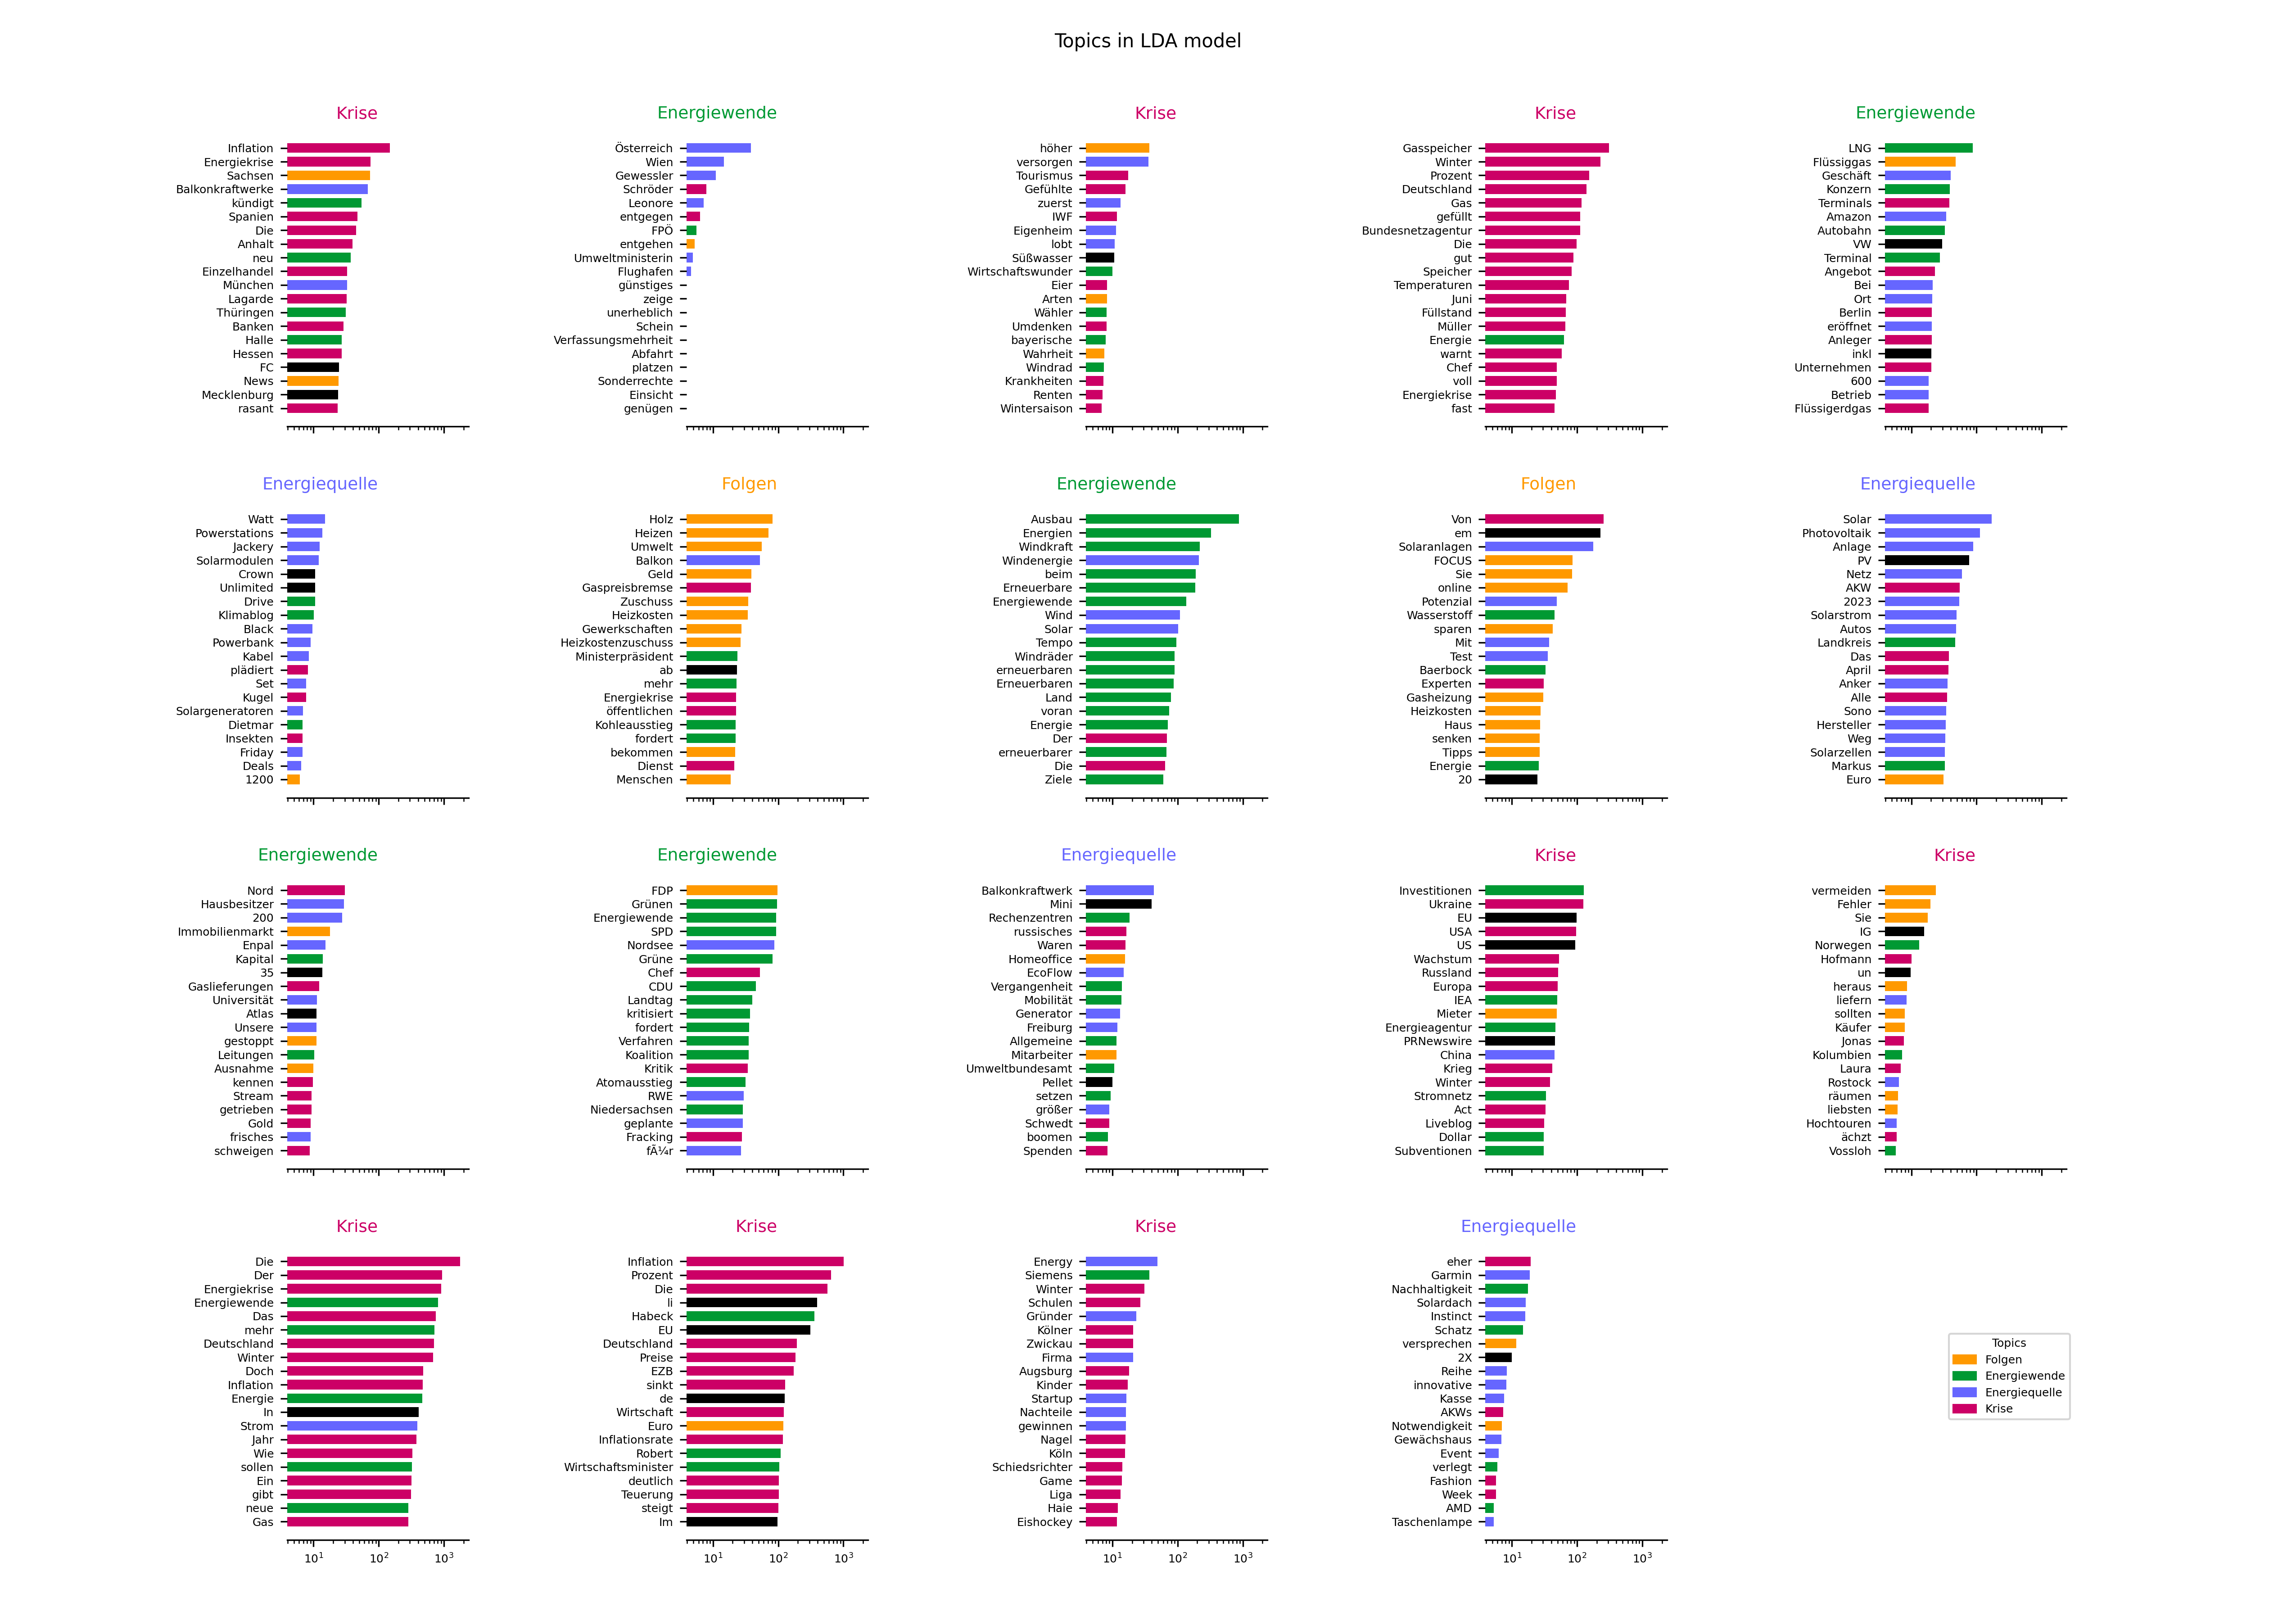 Topics in LDA model
Krise
Inflation
Energiekrise
Sachsen
Balkonkraftwerke
kündigt
Spanien
Die
Anhalt
neu
Einzelhandel
München
Lagarde
Thüringen
Banken
Halle
Hessen
FC
News
Mecklenburg
rasant
Energiewende
Österreich
Wien
Gewessler
Schröder
Leonore
entgegen
FPÖ
entgehen
Umweltministerin
Flughafen
günstiges
zeige
unerheblich
Schein
Verfassungsmehrheit
Abfahrt
platzen
Sonderrechte
Einsicht
genügen
Krise
höher
versorgen
Tourismus
Gefühlte
zuerst
IWF
Eigenheim
lobt
Süßwasser
Wirtschaftswunder
Eier
Arten
Wähler
Umdenken
bayerische
Wahrheit
Windrad
Krankheiten
Renten
Wintersaison
Krise
Gasspeicher
Winter
Prozent
Deutschland
Gas
gefüllt
Bundesnetzagentur
Die
gut
Speicher
Temperaturen
Juni
Füllstand
Müller
Energie
warnt
Chef
voll
Energiekrise
fast
Energiewende
LNG
Flüssiggas
Geschäft
Konzern
Terminals
Amazon
Autobahn
VW
Terminal
Angebot
Bei
Ort
Berlin
eröffnet
Anleger
inkl
Unternehmen
600
Betrieb
Flüssigerdgas
Energiequelle
Watt
Powerstations
Jackery
Solarmodulen
Crown
Unlimited
Drive
Klimablog
Black
Powerbank
Kabel
plädiert
Set
Kugel
Solargeneratoren
Dietmar
Insekten
Friday
Deals
1200
Folgen
Holz
Heizen
Umwelt
Balkon
Geld
Gaspreisbremse
Zuschuss
Heizkosten
Gewerkschaften
Heizkostenzuschuss
Ministerpräsident
ab
mehr
Energiekrise
öffentlichen
Kohleausstieg
fordert
bekommen
Dienst
Menschen
Energiewende
Ausbau
Energien
Windkraft
Windenergie
beim
Erneuerbare
Energiewende
Wind
Solar
Tempo
Windräder
erneuerbaren
Erneuerbaren
Land
voran
Energie
Der
erneuerbarer
Die
Ziele
Folgen
Von
em
Solaranlagen
FOCUS
Sie
online
Potenzial
Wasserstoff
sparen
Mit
Test
Baerbock
Experten
Gasheizung
Heizkosten
Haus
senken
Tipps
Energie
20
Energiequelle
Solar
Photovoltaik
Anlage
PV
Netz
AKW
2023
Solarstrom
Autos
Landkreis
Das
April
Anker
Alle
Sono
Hersteller
Weg
Solarzellen
Markus
Euro
Energiewende
Nord
Hausbesitzer
200
Immobilienmarkt
Enpal
Kapital
35
Gaslieferungen
Universität
Atlas
Unsere
gestoppt
Leitungen
Ausnahme
kennen
Stream
getrieben
Gold
frisches
schweigen
Energiewende
FDP
Grünen
Energiewende
SPD
Nordsee
Grüne
Chef
CDU
Landtag
kritisiert
fordert
Verfahren
Koalition
Kritik
Atomausstieg
RWE
Niedersachsen
geplante
Fracking
fÃ¼r
Energiequelle
Balkonkraftwerk
Mini
Rechenzentren
russisches
Waren
Homeoffice
EcoFlow
Vergangenheit
Mobilität
Generator
Freiburg
Allgemeine
Mitarbeiter
Umweltbundesamt
Pellet
setzen
größer
Schwedt
boomen
Spenden
Krise
Investitionen
Ukraine
EU
USA
US
Wachstum
Russland
Europa
IEA
Mieter
Energieagentur
PRNewswire
China
Krieg
Winter
Stromnetz
Act
Liveblog
Dollar
Subventionen
Krise
vermeiden
Fehler
Sie
IG
Norwegen
Hofmann
un
heraus
liefern
sollten
Käufer
Jonas
Kolumbien
Laura
Rostock
räumen
liebsten
Hochtouren
ächzt
Vossloh
Krise
Die
Der
Energiekrise
Energiewende
Das
mehr
Deutschland
Winter
Doch
Inflation
Energie
In
Strom
Jahr
Wie
sollen
Ein
gibt
neue
Gas
10¹ 10² 10³
Krise
Inflation
Prozent
Die
li
Habeck
EU
Deutschland
Preise
EZB
sinkt
de
Wirtschaft
Euro
Inflationsrate
Robert
Wirtschaftsminister
deutlich
Teuerung
steigt
Im
10¹ 10² 10³
Krise
Energy
Siemens
Winter
Schulen
Gründer
Kölner
Zwickau
Firma
Augsburg
Kinder
Startup
Nachteile
gewinnen
Nagel
Köln
Schiedsrichter
Game
Liga
Haie
Eishockey
10¹ 10² 10³
Energiequelle
eher
Garmin
Nachhaltigkeit
Solardach
Instinct
Schatz
versprechen
2X
Reihe
innovative
Kasse
AKWs
Notwendigkeit
Gewächshaus
Event
verlegt
Fashion
Week
AMD
Taschenlampe
10¹ 10² 10³
Topics
Folgen
Energiewende
Energiequelle
Krise